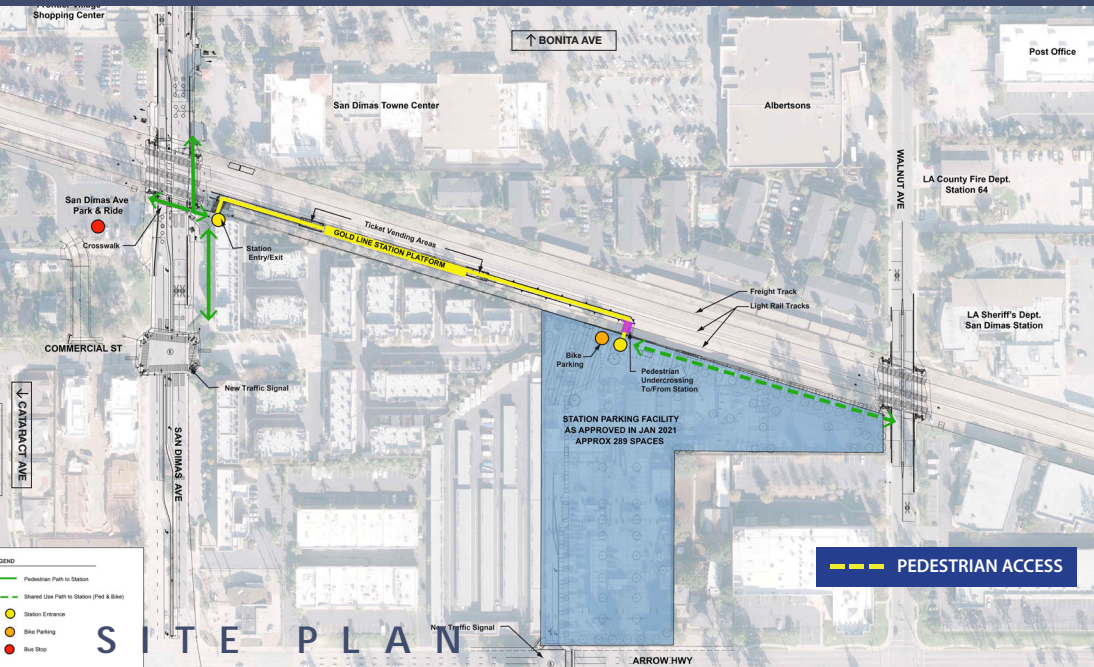 Shopping Center
↑ BONITA AVE
Post Office
San Dimas Towne Center
Albertsons
WALNUT AVE
LA County Fire Dept.
Station 64
San Dimas Ave
Park & Ride
Crosswalk
Station
Entry/Exit
Ticket Vending Areas
GOLD LINE STATION PLATFORM
Freight Track
Light Rail Tracks
LA Sheriff's Dept.
San Dimas Station
COMMERCIAL ST
Bike
Parking
Pedestrian
Undercrossing
To/From Station
New Traffic Signal
↓ CATARACT AVE
SAN DIMAS AVE
STATION PARKING FACILITY
AS APPROVED IN JAN 2021
APPROX 289 SPACES
PEDESTRIAN ACCESS
GEND
Pedestrian Path to Station
Shared Use Path to Station (Ped & Bike)
Station Entrance
Bike Parking
Bus Stop
SITE PLAN
New Traffic Signal
ARROW HWY